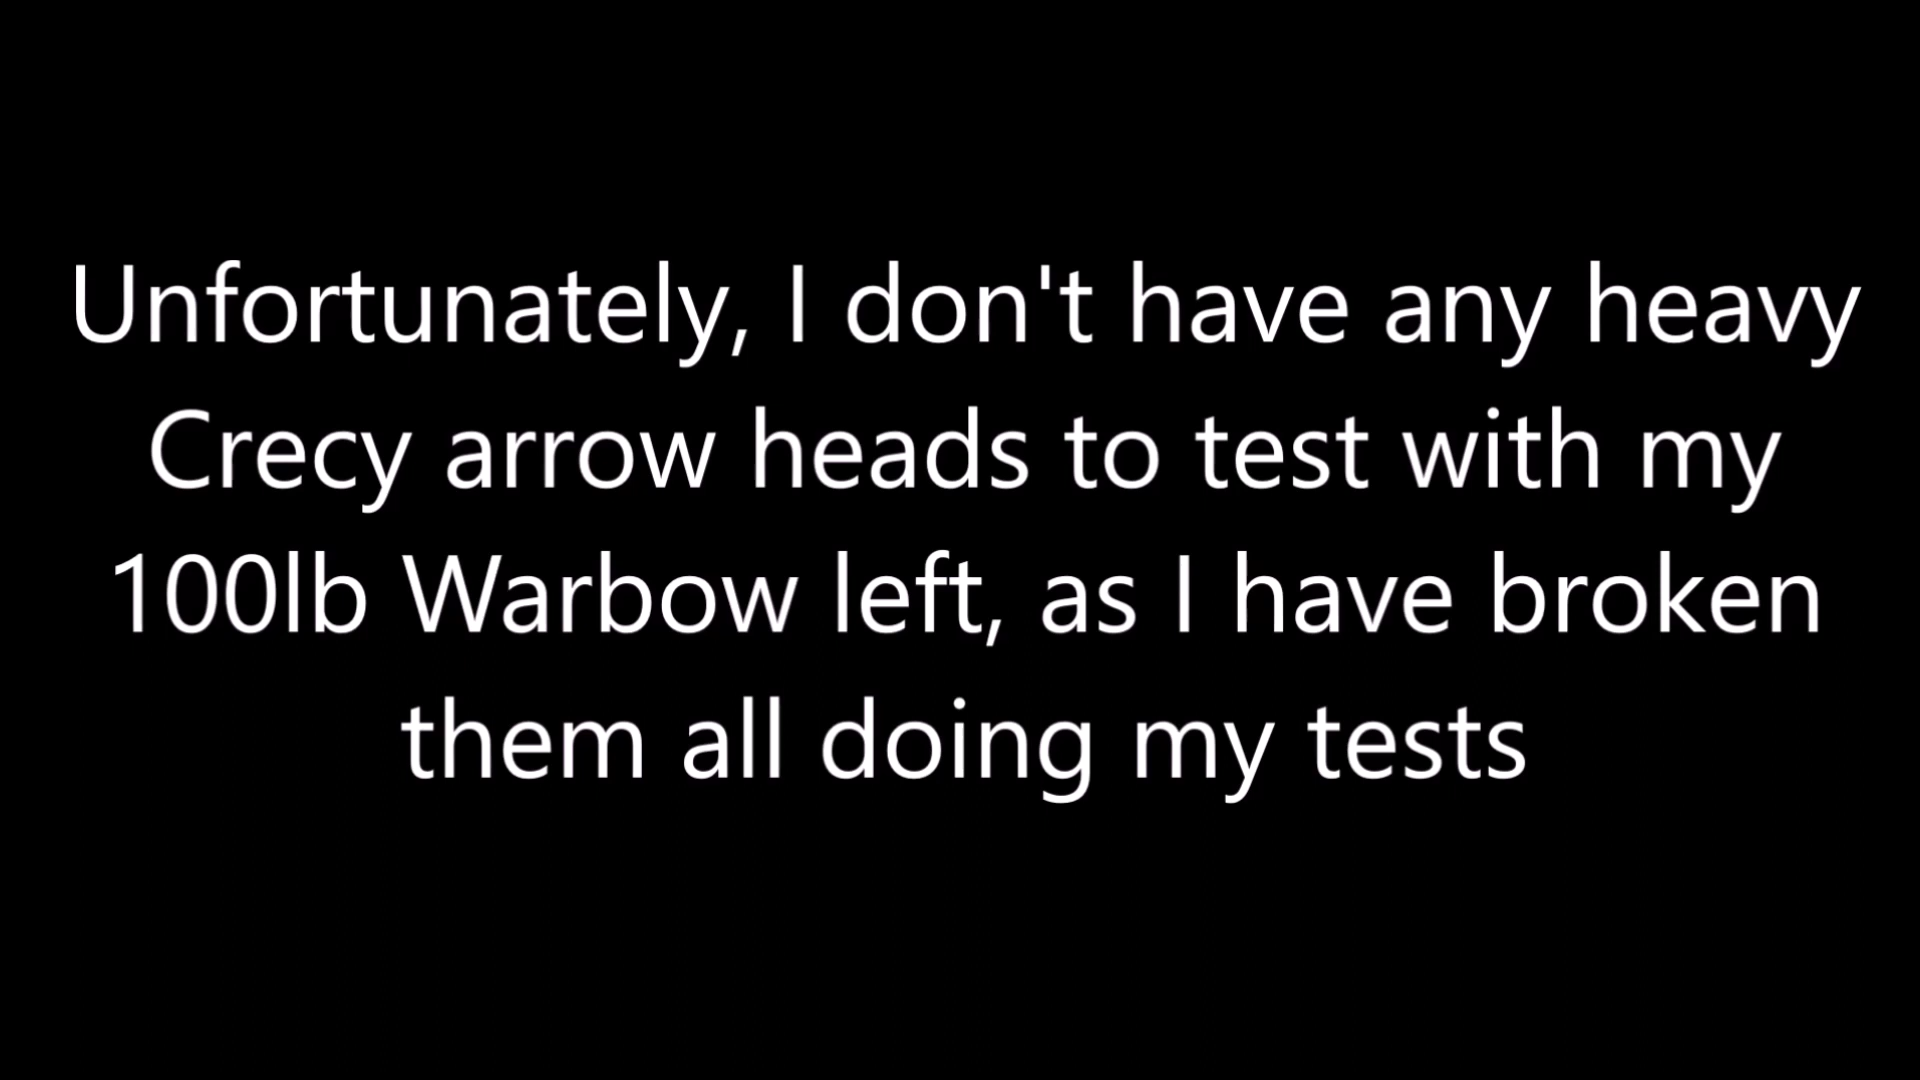 Unfortunately, I don't have any heavy
Crecy arrow heads to test with my
100lb Warbow left, as I have broken
them all doing my tests